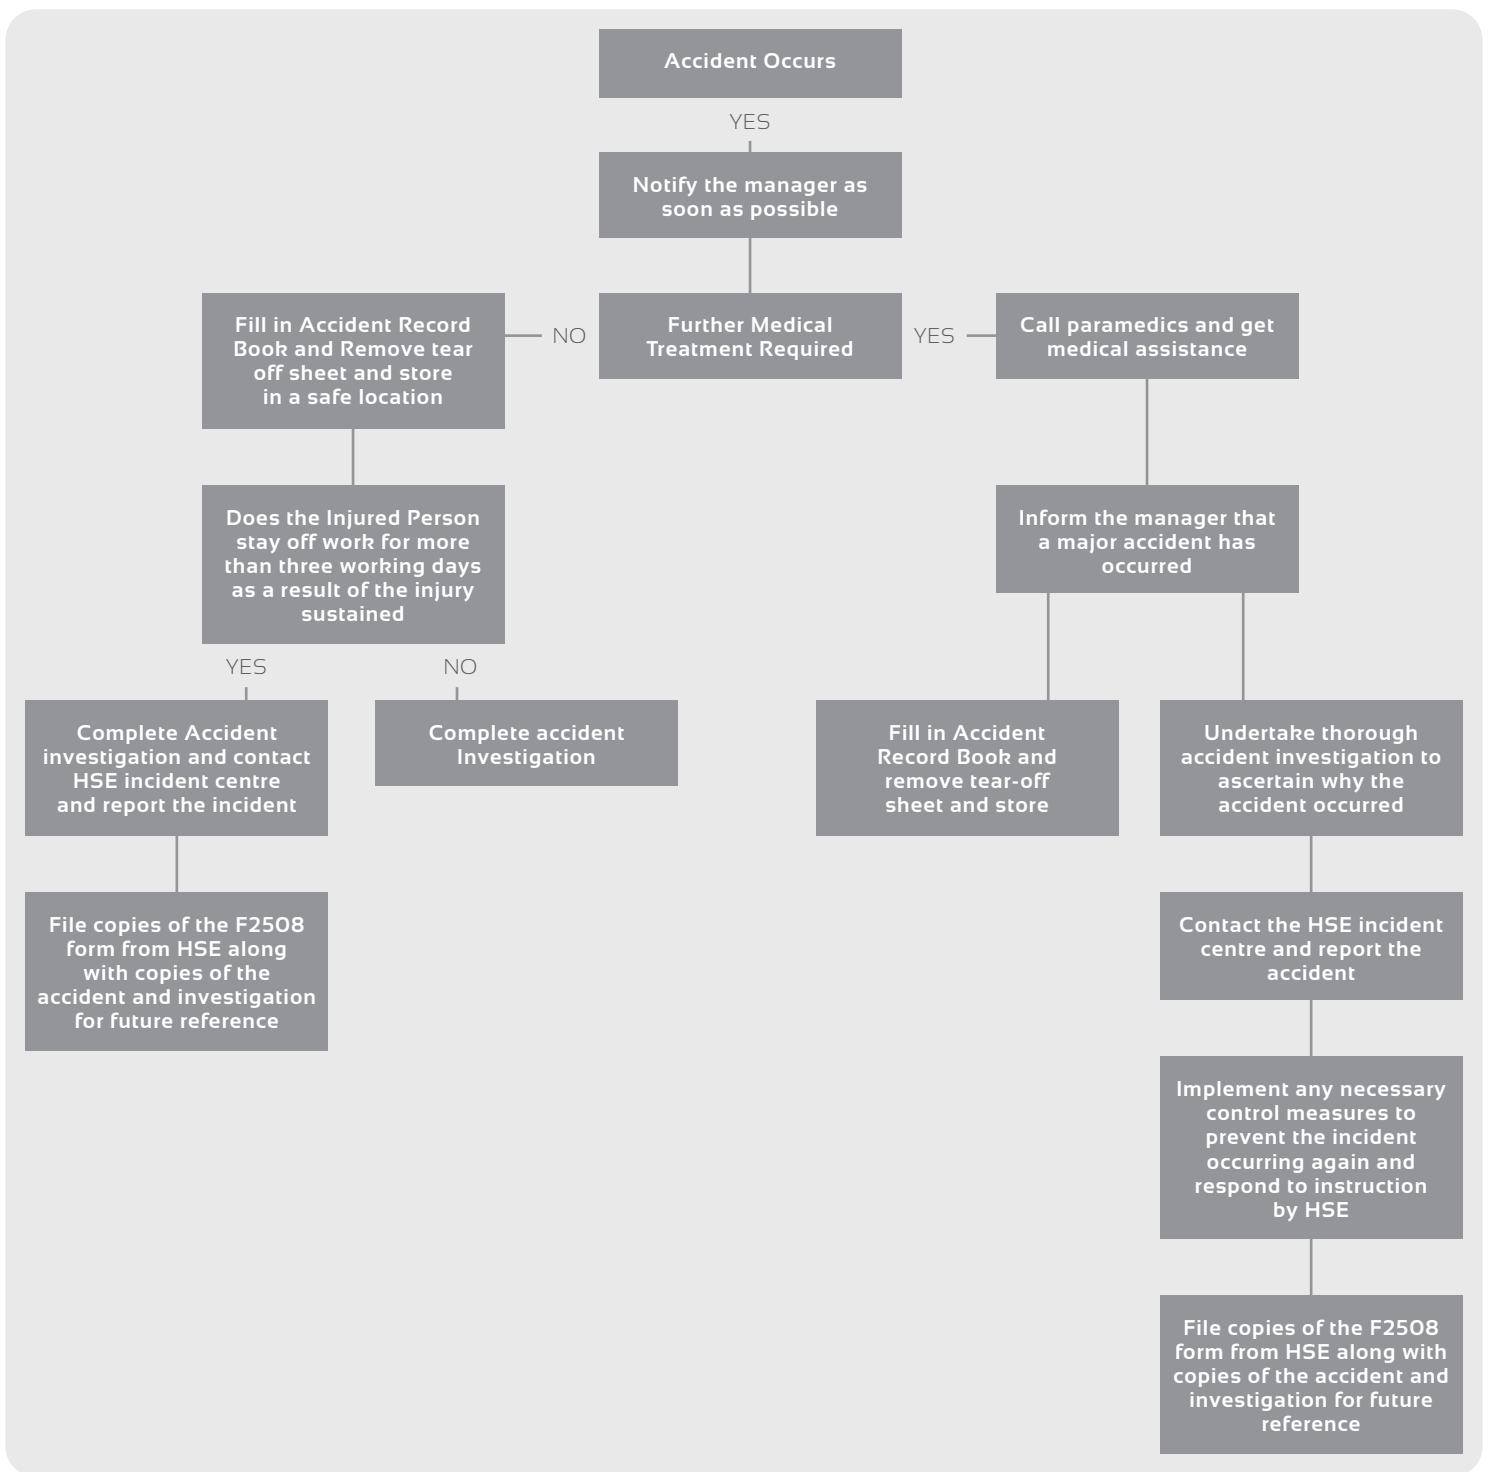 Accident Occurs
YES
Notify the manager as
soon as possible
Fill in Accident Record
Book and Remove tear
off sheet and store
in a safe location
NO
Further Medical
Treatment Required
YES
Call paramedics and get
medical assistance
Does the Injured Person
stay off work for more
than three working days
as a result of the injury
sustained
Inform the manager that
a major accident has
occurred
YES
NO
Complete Accident
investigation and contact
HSE incident centre
and report the incident
Complete accident
Investigation
Fill in Accident
Record Book and
remove tear-off
sheet and store
Undertake thorough
accident investigation to
ascertain why the
accident occurred
File copies of the F2508
form from HSE along
with copies of the
accident and investigation
for future reference
Contact the HSE incident
centre and report the
accident
Implement any necessary
control measures to
prevent the incident
occurring again and
respond to instruction
by HSE
File copies of the F2508
form from HSE along with
copies of the accident and
investigation for future
reference